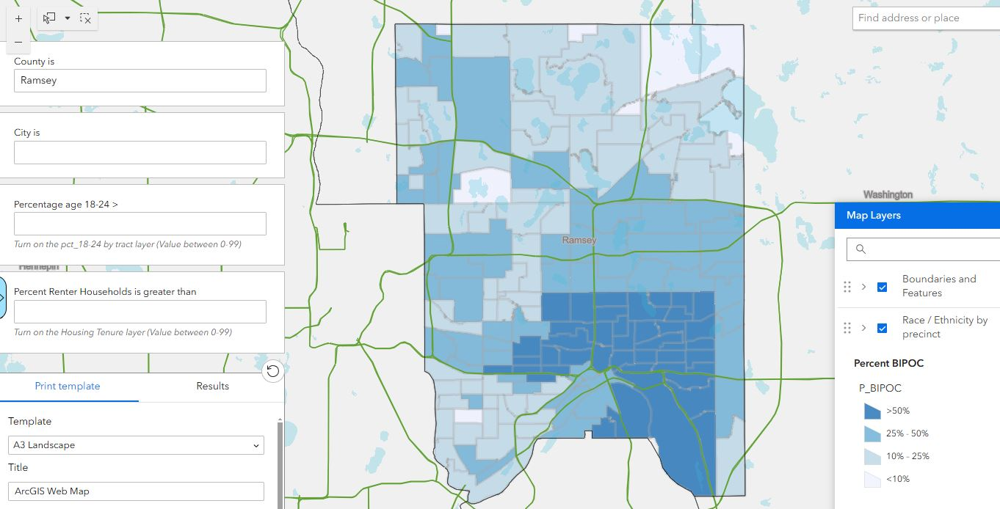 +
−
Find address or place
County is
Ramsey
City is
Percentage age 18-24 >
Turn on the pct_18-24 by tract layer (Value between 0-99)
Hennepin
Percent Renter Households is greater than
Turn on the Housing Tenure layer (Value between 0-99)
Print template
Results
Template
A3 Landscape
Title
ArcGIS Web Map
Ramsey
Washington
Map Layers
Boundaries and
Features
Race / Ethnicity by
precinct
Percent BIPOC
P_BIPOC
>50%
25% - 50%
10% - 25%
<10%